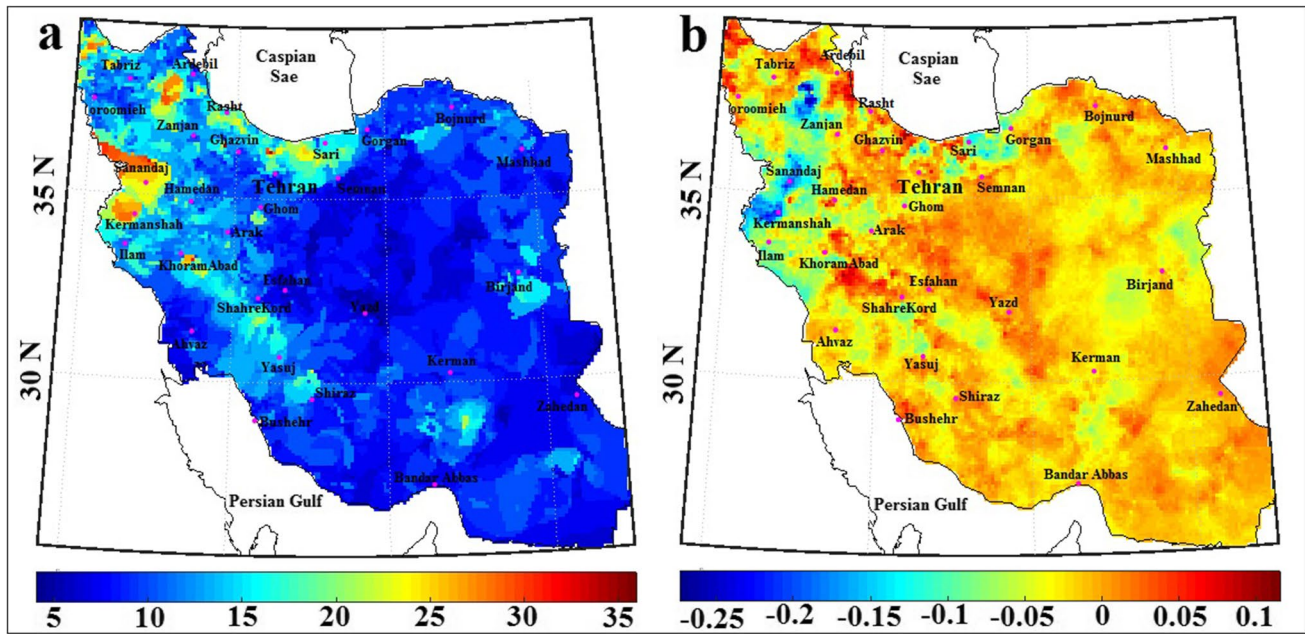 a
Caspian
Sae
Tabriz
Ardebil
oroomieh
Rasht
Zanjan
Ghazvin
Sari
Gorgan
Bojnurd
Mashhad
Sanandaj
Hamedan
Tehran
Semnan
Ghom
Kermanshah
Arak
Ilam
KhoramAbad
Esfahan
ShahreKord
Yazd
Birjand
Ahvaz
Yasuj
Kerman
Shiraz
Zahedan
Bushehr
Bandar Abbas
Persian Gulf
35 N
30 N
5 10 15 20 25 30 35
b
Caspian
Sae
Tabriz
Ardebil
oroomieh
Rasht
Zanjan
Ghazvin
Sari
Gorgan
Bojnurd
Mashhad
Sanandaj
Hamedan
Tehran
Semnan
Ghom
Kermanshah
Arak
Ilam
KhoramAbad
Esfahan
ShahreKord
Yazd
Birjand
Ahvaz
Yasuj
Kerman
Shiraz
Zahedan
Bushehr
Bandar Abbas
Persian Gulf
35 N
30 N
-0.25 -0.2 -0.15 -0.1 -0.05 0 0.05 0.1